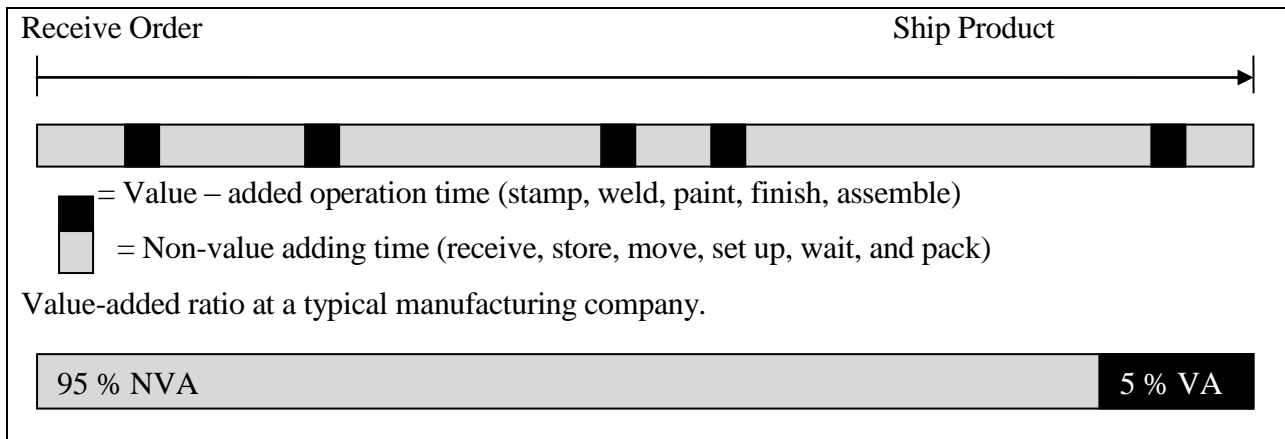 Receive Order Ship Product
= Value – added operation time (stamp, weld, paint, finish, assemble)
= Non-value adding time (receive, store, move, set up, wait, and pack)
Value-added ratio at a typical manufacturing company.
95 % NVA 5 % VA